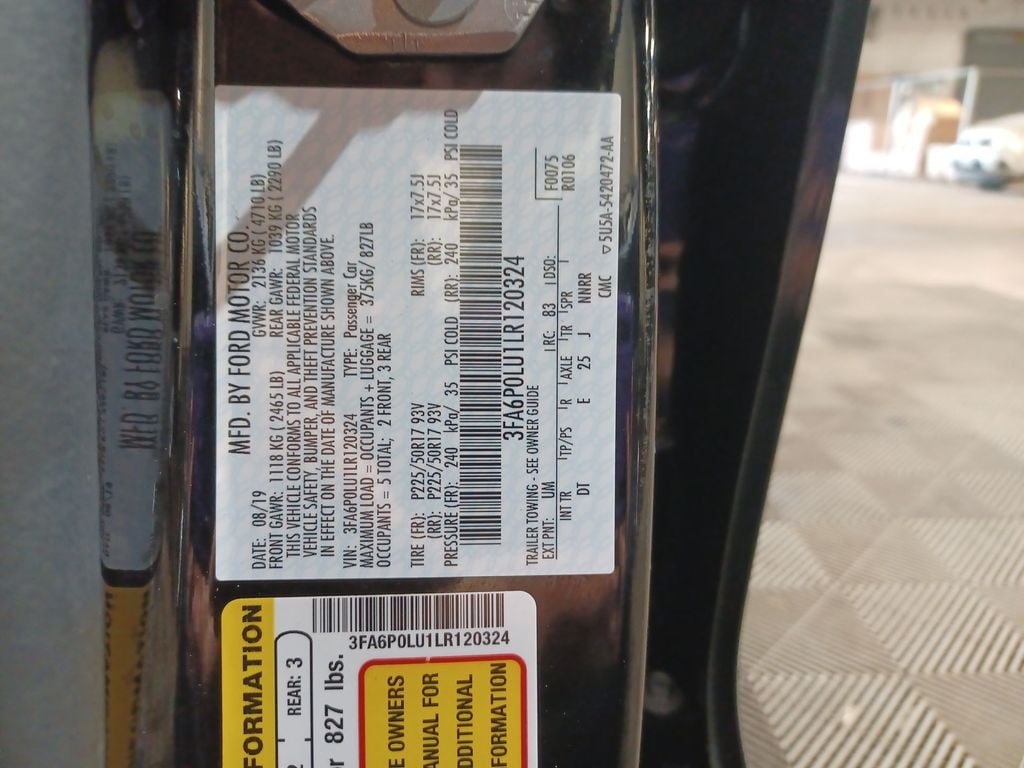 MFD. BY FORD MOTOR CO.
DATE: 08/19 GVWR: 2136 KG ( 4710 LB)
FRONT GAWR: 1118 KG ( 2465 LB) REAR GAWR: 1039 KG ( 2290 LB)
THIS VEHICLE CONFORMS TO ALL APPLICABLE FEDERAL MOTOR
VEHICLE SAFETY, BUMPER, AND THEFT PREVENTION STANDARDS
IN EFFECT ON THE DATE OF MANUFACTURE SHOWN ABOVE.
VIN: 3FA6P0LU1LR120324 TYPE: Passenger Car
MAXIMUM LOAD = OCCUPANTS + LUGGAGE = 375KG/ 827LB
OCCUPANTS = 5 TOTAL; 2 FRONT, 3 REAR
TIRE (FR): P225/50R17 93V RIMS (FR): 17x7.5J
(RR): P225/50R17 93V (RR): 17x7.5J
PRESSURE (FR): 240 kPa/ 35 PSI COLD (RR): 240 kPa/ 35 PSI COLD
3FA6P0LU1LR120324
TRAILER TOWING - SEE OWNER GUIDE
F0075
R0106
EXT PNT: UM RC: 83 DSO:
INT TR TP/PS R AXLE TR SPR
DT E 25 J NNRR
CMC ▽5U5A-5420472-AA
FORMATION
REAR: 3
827 lbs.
3FA6P0LU1LR120324
E OWNERS
ANUAL FOR
DDITIONAL
FORMATION